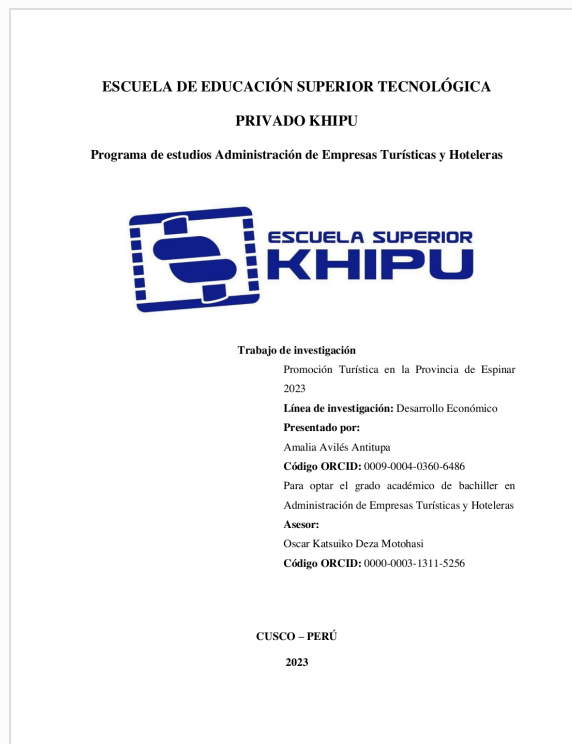 ESCUELA DE EDUCACIÓN SUPERIOR TECNOLÓGICA
PRIVADO KHIPU
Programa de estudios Administración de Empresas Turísticas y Hoteleras
ESCUELA SUPERIOR
KHIPU
Trabajo de investigación
Promoción Turística en la Provincia de Espinar
2023
Línea de investigación: Desarrollo Económico
Presentado por:
Amalia Avilés Antitupa
Código ORCID: 0009-0004-0360-6486
Para optar el grado académico de bachiller en
Administración de Empresas Turísticas y Hoteleras
Asesor:
Oscar Katsuiko Deza Motohasi
Código ORCID: 0000-0003-1311-5256
CUSCO – PERÚ
2023